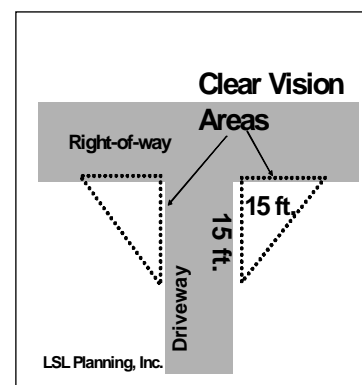 Clear Vision
Areas
Right-of-way
15 ft.
15 ft.
Driveway
LSL Planning, Inc.